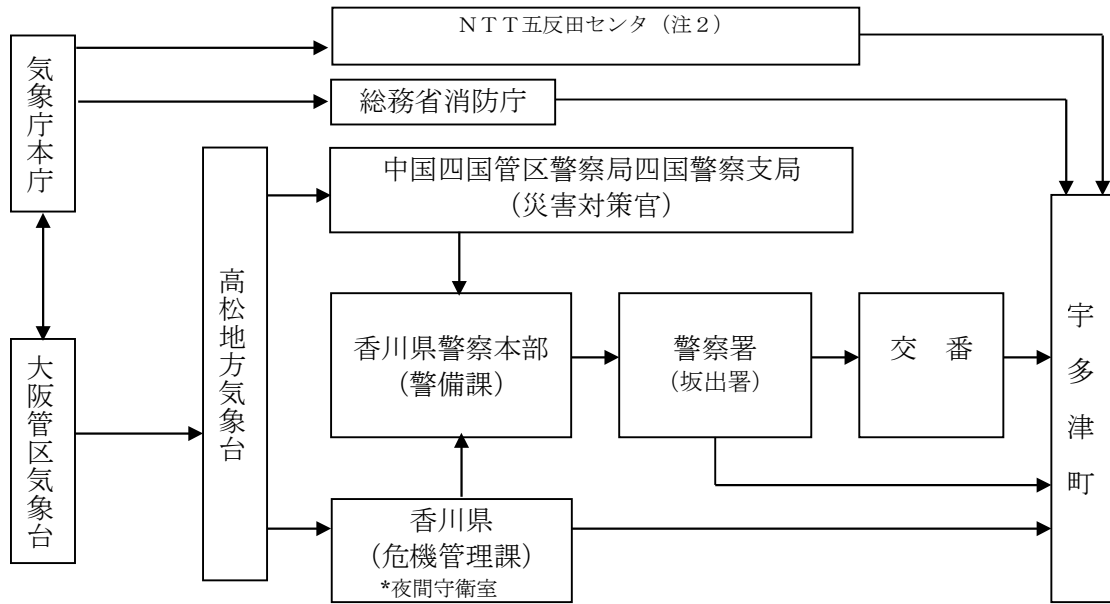 ＮＴＴ五反田センタ（注２）
気象庁本庁
総務省消防庁
中国四国管区警察局四国警察支局
（災害対策官）
高松地方気象台
大阪管区気象台
香川県警察本部
（警備課）
警察署
（坂出署）
交　番
宇多津町
香川県
（危機管理課）
*夜間守衛室